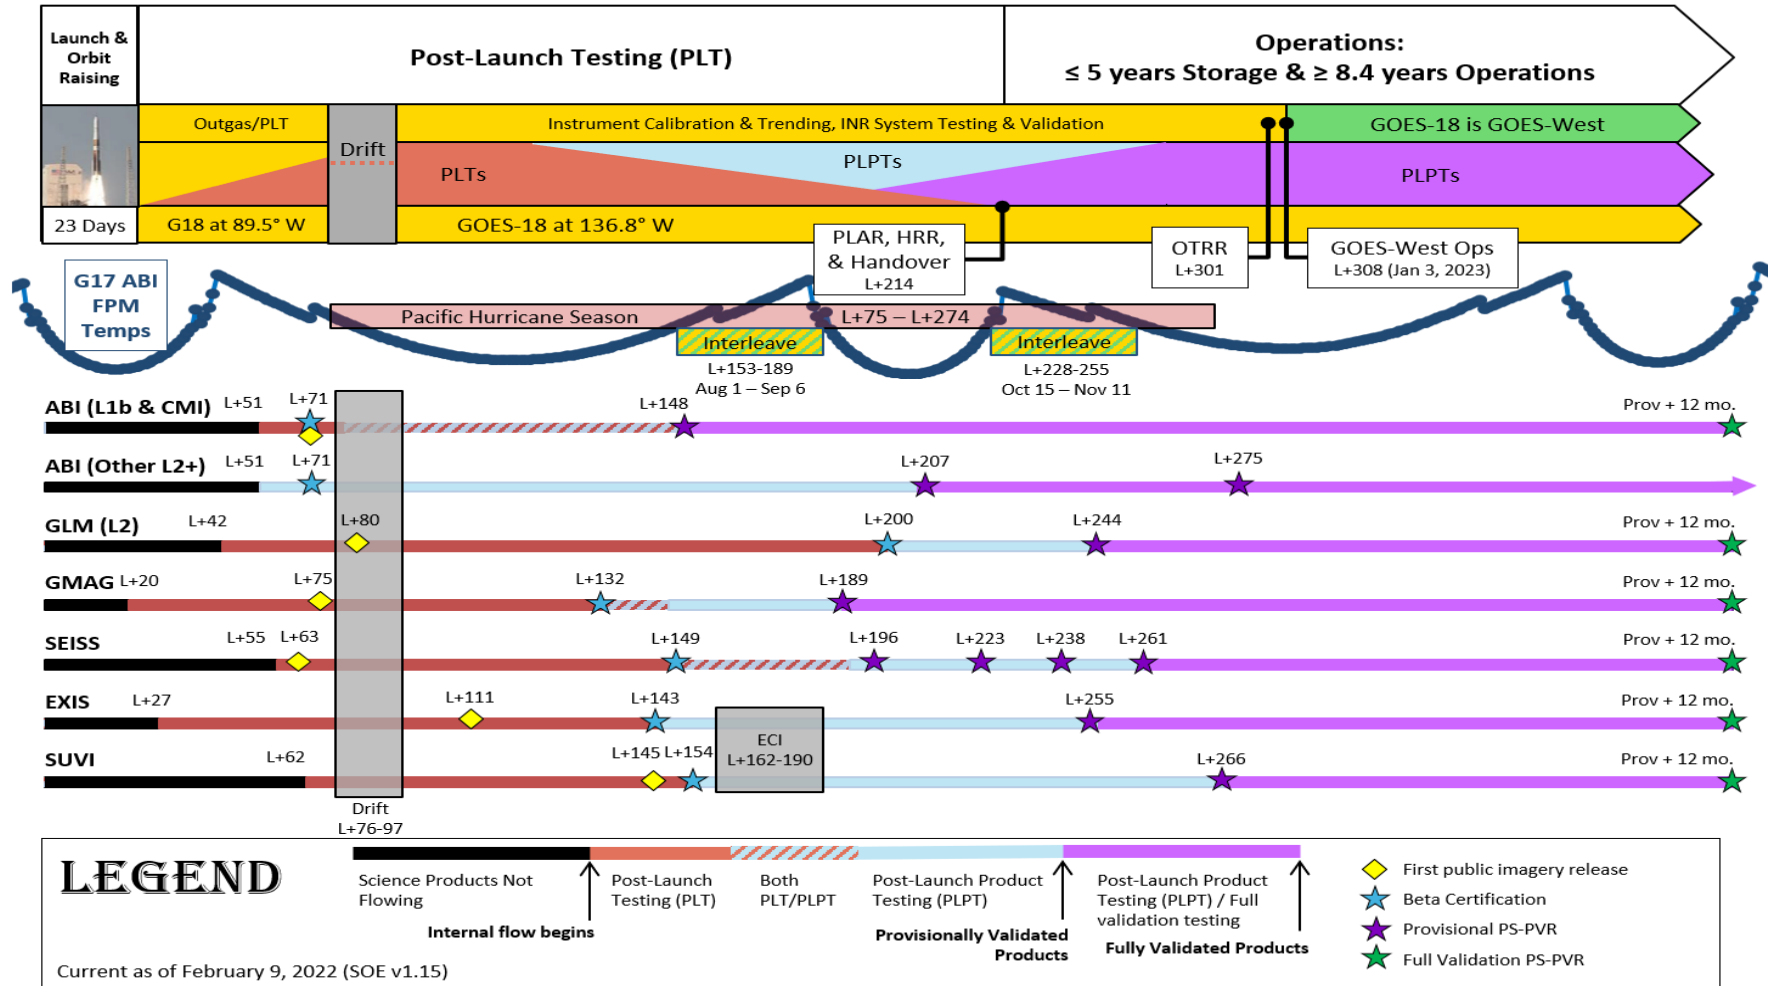 Launch &
Orbit
Raising
Post-Launch Testing (PLT)
Operations:
≤ 5 years Storage & ≥ 8.4 years Operations
Outgas/PLT
Drift
Instrument Calibration & Trending, INR System Testing & Validation
GOES-18 is GOES-West
PLTs
PLPTs
PLPTs
23 Days
G18 at 89.5° W
GOES-18 at 136.8° W
PLAR, HRR,
& Handover
L+214
OTRR
L+301
GOES-West Ops
L+308 (Jan 3, 2023)
G17 ABI
FPM
Temps
Pacific Hurricane Season
L+75 – L+274
Interleave
L+153-189
Aug 1 – Sep 6
Interleave
L+228-255
Oct 15 – Nov 11
ABI (L1b & CMI)
L+51
L+71
L+148
Prov + 12 mo.
ABI (Other L2+)
L+51
L+71
L+207
L+275
GLM (L2)
L+42
L+80
L+200
L+244
Prov + 12 mo.
GMAG
L+20
L+75
L+132
L+189
Prov + 12 mo.
SEISS
L+55
L+63
L+149
L+196
L+223
L+238
L+261
Prov + 12 mo.
EXIS
L+27
L+111
L+143
L+255
Prov + 12 mo.
SUVI
L+62
L+145
L+154
ECI
L+162-190
L+266
Prov + 12 mo.
Drift
L+76-97
LEGEND
Science Products Not
Flowing
Internal flow begins
Post-Launch
Testing (PLT)
Both
PLT/PLPT
Post-Launch Product
Testing (PLPT)
Provisionally Validated
Products
Post-Launch Product
Testing (PLPT) / Full
validation testing
Fully Validated Products
First public imagery release
Beta Certification
Provisional PS-PVR
Full Validation PS-PVR
Current as of February 9, 2022 (SOE v1.15)